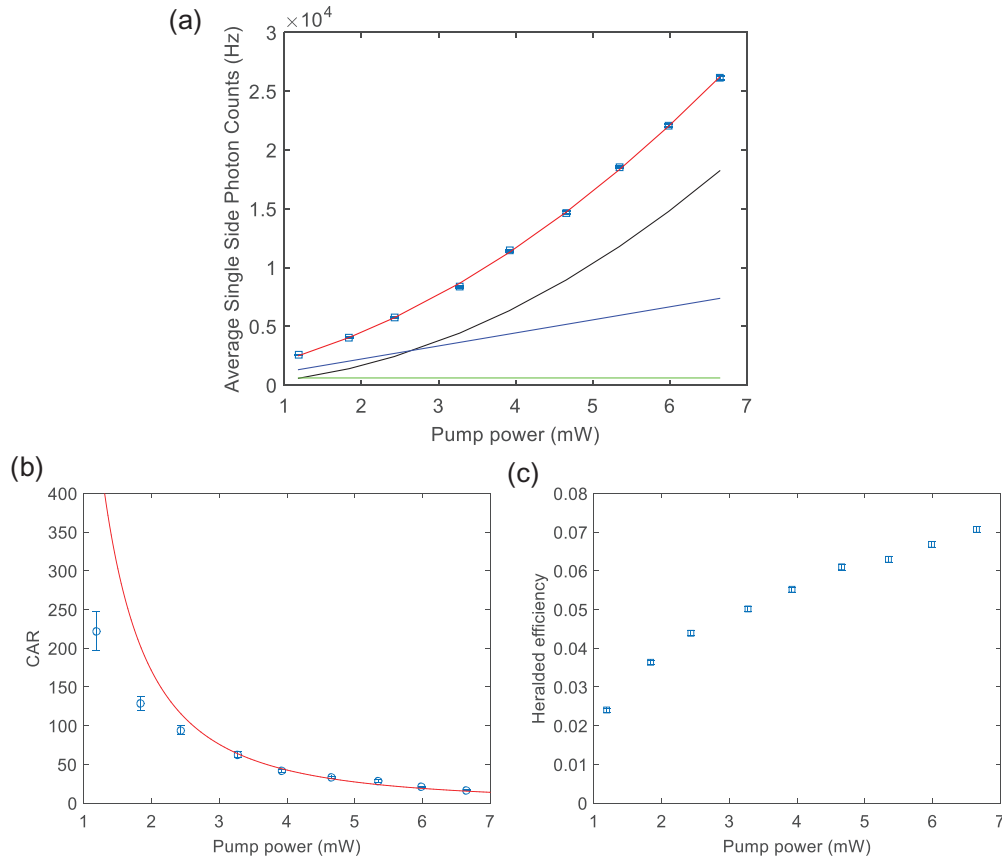 (a)
×10⁴
3
2.5
2
1.5
1
0.5
0
1 2 3 4 5 6 7
Average Single Side Photon Counts (Hz)
Pump power (mW)
(b)
400
350
300
250
200
150
100
50
0
1 2 3 4 5 6 7
CAR
Pump power (mW)
(c)
0.08
0.07
0.06
0.05
0.04
0.03
0.02
0.01
0
1 2 3 4 5 6 7
Heralded efficiency
Pump power (mW)